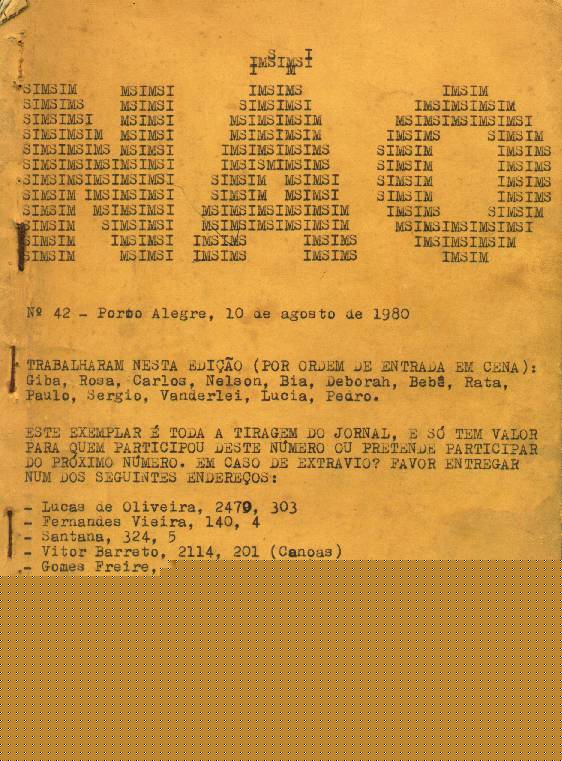 S I
IMSIMSI
I M
SIMSIM MSIMSI IMSIMS IMSIM
SIMSIMS MSIMSI SIMSIMSI IMSIMSIMSIM
SIMSIMSI MSIMSI MSIMSIMSIM MSIMSIMSIMSIMSI
SIMSIMSIM MSIMSI MSIMSIMSIM IMSIMS SIMSIM
SIMSIMSIMS MSIMSI IMSIMSIMSIMS SIMSIM IMSIMS
SIMSIMSIMSIMSIMSI IMSISMIMSIMS SIMSIM IMSIMS
SIMSIMSIMSIMSIMSI SIMSIM MSIMSI SIMSIM IMSIMS
SIMSIM IMSIMSIMSI SIMSIM MSIMSI SIMSIM IMSIMS
SIMSIM MSIMSIMSI MSIMSIMSIMSIMSIM IMSIMS SIMSIM
SIMSIM SIMSIMSI MSIMSIMSIMSIMSIM MSIMSIMSIMSIMSI
SIMSIM IMSIMSI IMSIMS IMSIMS IMSIMSIMSIM
SIMSIM MSIMSI IMSIMS IMSIMS IMSIM
Nº 42 - Porto Alegre, 10 de agosto de 1980
TRABALHARAM NESTA EDIÇÃO (POR ORDEM DE ENTRADA EM CENA):
Giba, Rosa, Carlos, Nelson, Bia, Deborah, Bebê, Rata,
Paulo, Sergio, Vanderlei, Lucia, Pedro.
ESTE EXEMPLAR É TODA A TIRAGEM DO JORNAL, E SÓ TEM VALOR
PARA QUEM PARTICIPOU DESTE NÚMERO OU PRETENDE PARTICIPAR
DO PRÓXIMO NÚMERO. EM CASO DE EXTRAVIO? FAVOR ENTREGAR
NUM DOS SEGUINTES ENDEREÇOS:
- Lucas de Oliveira, 2479, 303
- Fernandes Vieira, 140, 4
- Santana, 324, 5
- Vitor Barreto, 2114, 201 (Canoas)
- Gomes Freire,